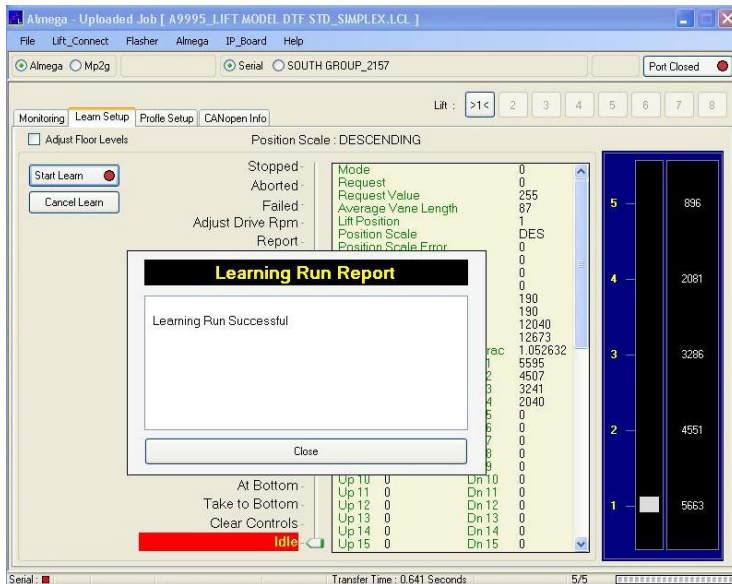 Almega - Uploaded Job [ A9995_LIFT MODEL DTF STD_SIMPLEX.LCL ]
File Lift_Connect Flasher Almega IP_Board Help
Almega Mp2g Serial SOUTH GROUP_2157 Port Closed
Lift : >1< 2 3 4 5 6 7 8
Monitoring Learn Setup Profle Setup CANopen Info
Adjust Floor Levels Position Scale : DESCENDING
Start Learn
Cancel Learn
Stopped
Aborted
Failed
Adjust Drive Rpm
Report
Mode 0
Request 0
Request Value 255
Average Vane Length 87
Lift Position 1
Position Scale DES
Position Scale Error 0
0
0
0
190
190
12040
12673
rac 1.052632
1 5595
2 4507
3 3241
4 2040
5 0
6 0
7 0
8 0
9 0
Learning Run Report
Learning Run Successful
Close
At Bottom
Take to Bottom
Clear Controls
Idle
Up 10 0 Dn 10 0
Up 11 0 Dn 11 0
Up 12 0 Dn 12 0
Up 13 0 Dn 13 0
Up 14 0 Dn 14 0
Up 15 0 Dn 15 0
5 896
4 2081
3 3286
2 4551
1 5663
Serial : Transfer Time : 0.641 Seconds 5/5